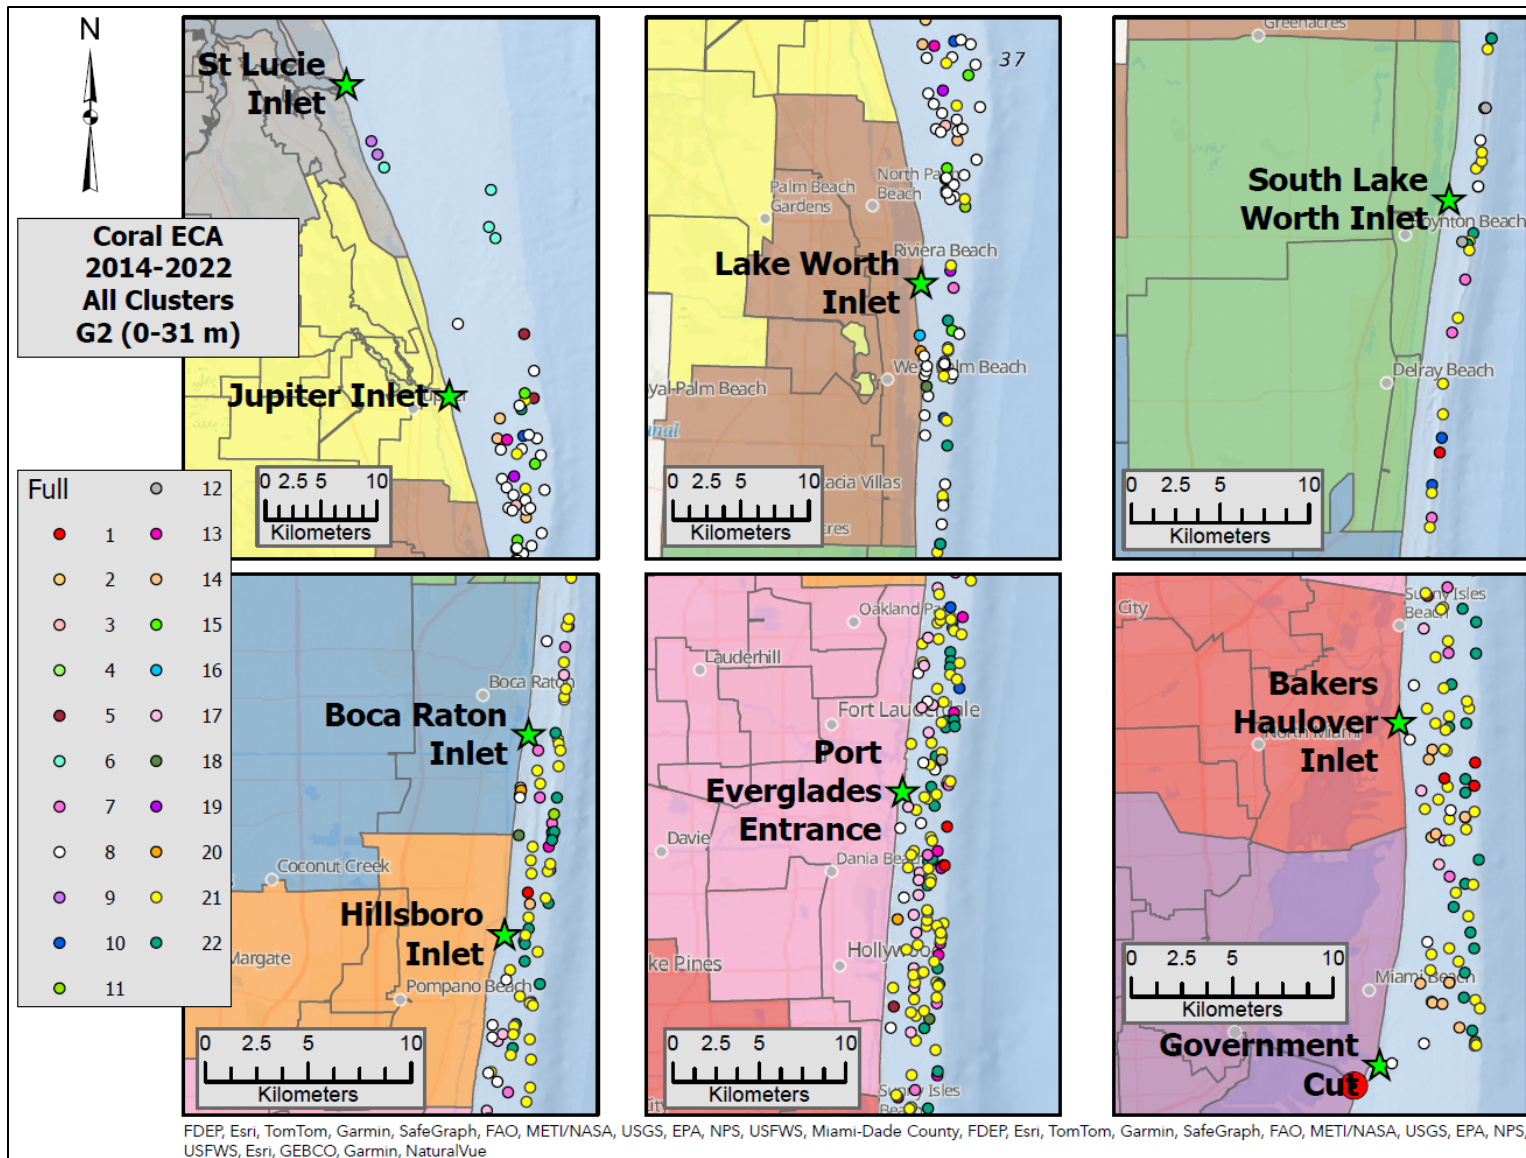 N
Coral ECA
2014-2022
All Clusters
G2 (0-31 m)
Full
1
2
3
4
5
6
7
8
9
10
11
12
13
14
15
16
17
18
19
20
21
22
St Lucie
Inlet
Jupiter Inlet
0 2.5 5 10
Kilometers
37
Palm Beach
Gardens
Beach
Riviera Beach
Lake Worth
Inlet
Palm Beach
Kilometers
0 2.5 5 10
Greenacres
South Lake
Worth Inlet
Delray Beach
0 2.5 5 10
Kilometers
Boca Raton
Boca Raton
Inlet
Coconut Creek
Hillsboro
Inlet
Margate
Pompano Beach
0 2.5 5 10
Kilometers
Oakland
Lauderhill
Fort Lauderdale
Port
Everglades
Entrance
Davie
Dania Beach
Hollywood
Pines
0 2.5 5 10
Kilometers
Sunny Isles
City
Sunny Isles
Beach
Bakers
Haulover
Inlet
North Miami
0 2.5 5 10
Kilometers
Miami Beach
Government
Cut
FDEP, Esri, TomTom, Garmin, SafeGraph, FAO, METI/NASA, USGS, EPA, NPS, USFWS, Miami-Dade County, FDEP, Esri, TomTom, Garmin, SafeGraph, FAO, METI/NASA, USGS, EPA, NPS,
USFWS, Esri, GEBCO, Garmin, NaturalVue